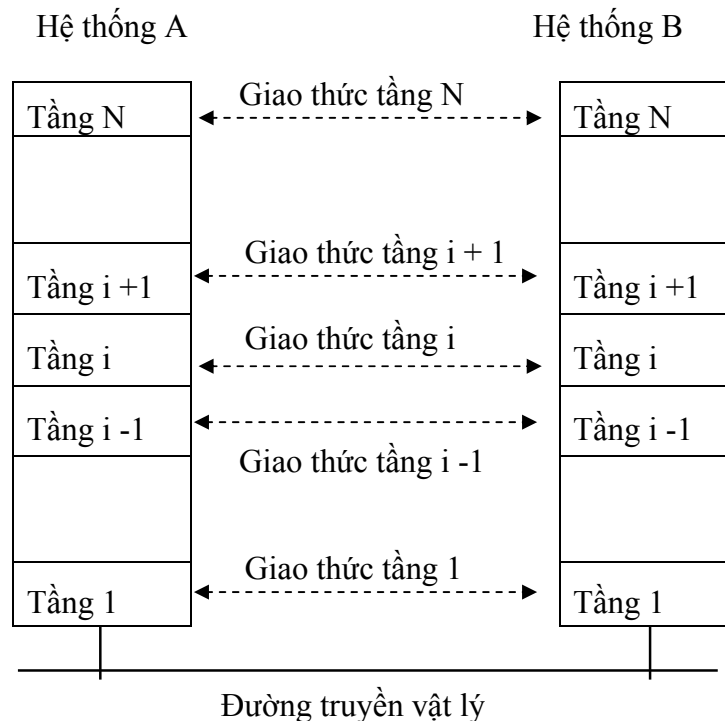 Hệ thống A Hệ thống B
Tầng N Giao thức tầng N Tầng N
Tầng i +1 Giao thức tầng i + 1 Tầng i +1
Tầng i Giao thức tầng i Tầng i
Tầng i -1 Tầng i -1
Giao thức tầng i -1
Tầng 1 Giao thức tầng 1 Tầng 1
Đường truyền vật lý